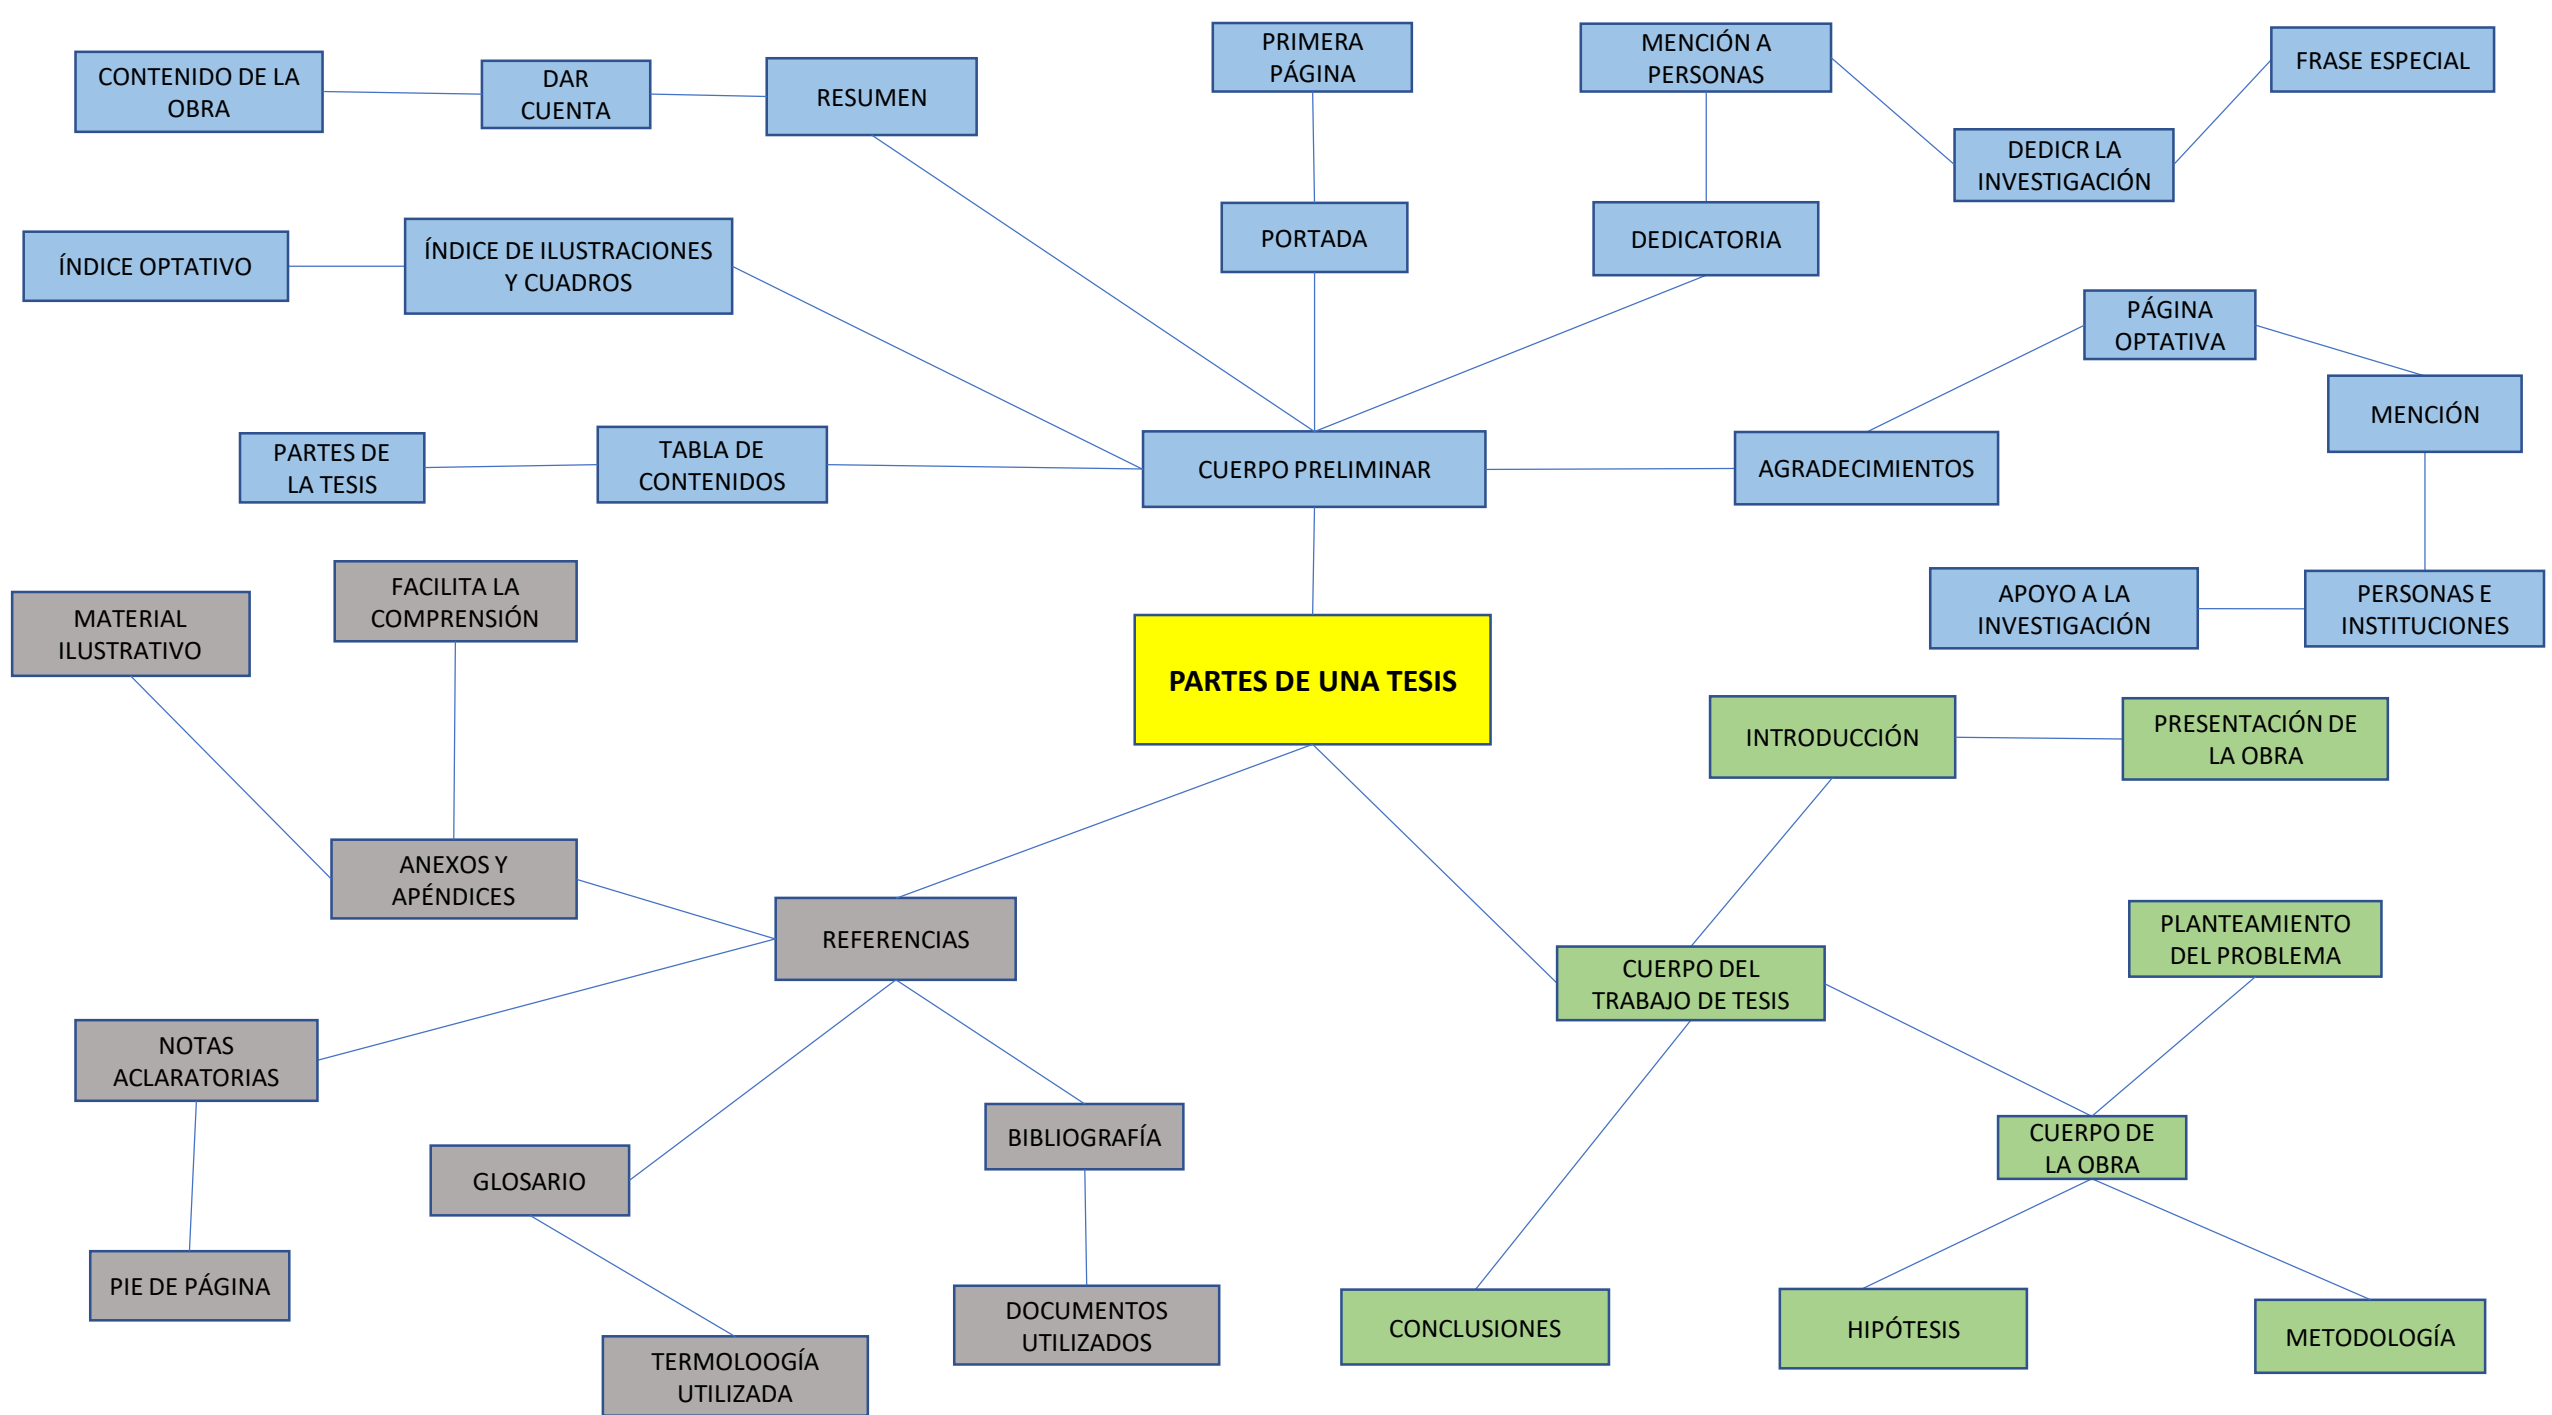 PRIMERA
PÁGINA
MENCIÓN A
PERSONAS
FRASE ESPECIAL
CONTENIDO DE LA
OBRA
DAR
CUENTA
RESUMEN
DEDICR LA
INVESTIGACIÓN
ÍNDICE OPTATIVO
ÍNDICE DE ILUSTRACIONES
Y CUADROS
PORTADA
DEDICATORIA
PÁGINA
OPTATIVA
MENCIÓN
PARTES DE
LA TESIS
TABLA DE
CONTENIDOS
CUERPO PRELIMINAR
AGRADECIMIENTOS
MATERIAL
ILUSTRATIVO
FACILITA LA
COMPRENSIÓN
APOYO A LA
INVESTIGACIÓN
PERSONAS E
INSTITUCIONES
PARTES DE UNA TESIS
INTRODUCCIÓN
PRESENTACIÓN DE
LA OBRA
ANEXOS Y
APÉNDICES
REFERENCIAS
CUERPO DEL
TRABAJO DE TESIS
PLANTEAMIENTO
DEL PROBLEMA
NOTAS
ACLARATORIAS
GLOSARIO
BIBLIOGRAFÍA
CUERPO DE
LA OBRA
PIE DE PÁGINA
TERMOLOOGÍA
UTILIZADA
DOCUMENTOS
UTILIZADOS
CONCLUSIONES
HIPÓTESIS
METODOLOGÍA